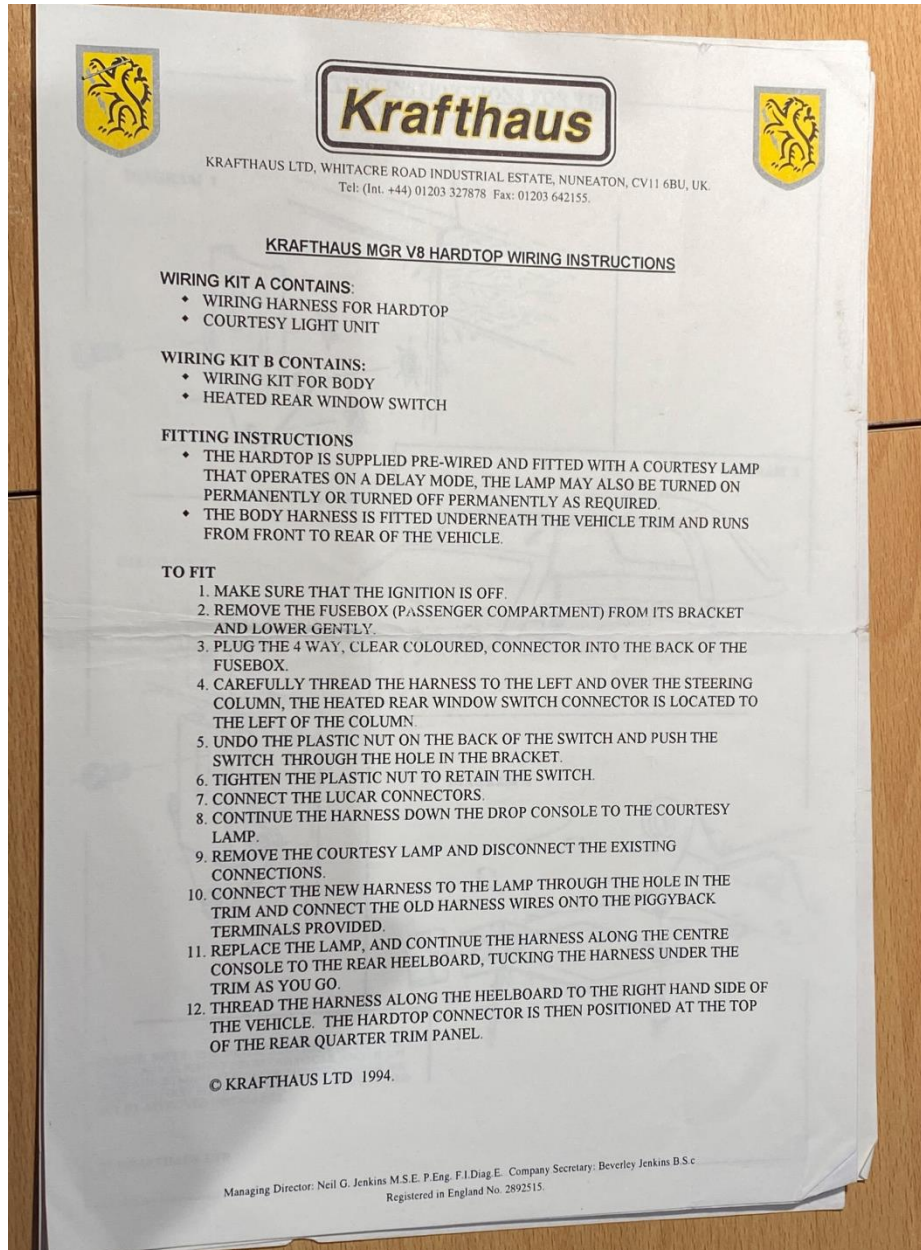 Krafthaus
KRAFTHAUS LTD, WHITACRE ROAD INDUSTRIAL ESTATE, NUNEATON, CV11 6BU, UK.
Tel: (Int. +44) 01203 327878 Fax: 01203 642155.
KRAFTHAUS MGR V8 HARDTOP WIRING INSTRUCTIONS
WIRING KIT A CONTAINS:
• WIRING HARNESS FOR HARDTOP
• COURTESY LIGHT UNIT
WIRING KIT B CONTAINS:
• WIRING KIT FOR BODY
• HEATED REAR WINDOW SWITCH
FITTING INSTRUCTIONS
• THE HARDTOP IS SUPPLIED PRE-WIRED AND FITTED WITH A COURTESY LAMP
THAT OPERATES ON A DELAY MODE, THE LAMP MAY ALSO BE TURNED ON
PERMANENTLY OR TURNED OFF PERMANENTLY AS REQUIRED.
• THE BODY HARNESS IS FITTED UNDERNEATH THE VEHICLE TRIM AND RUNS
FROM FRONT TO REAR OF THE VEHICLE.
TO FIT
1. MAKE SURE THAT THE IGNITION IS OFF.
2. REMOVE THE FUSEBOX (PASSENGER COMPARTMENT) FROM ITS BRACKET
AND LOWER GENTLY.
3. PLUG THE 4 WAY, CLEAR COLOURED, CONNECTOR INTO THE BACK OF THE
FUSEBOX.
4. CAREFULLY THREAD THE HARNESS TO THE LEFT AND OVER THE STEERING
COLUMN, THE HEATED REAR WINDOW SWITCH CONNECTOR IS LOCATED TO
THE LEFT OF THE COLUMN.
5. UNDO THE PLASTIC NUT ON THE BACK OF THE SWITCH AND PUSH THE
SWITCH THROUGH THE HOLE IN THE BRACKET.
6. TIGHTEN THE PLASTIC NUT TO RETAIN THE SWITCH.
7. CONNECT THE LUCAR CONNECTORS.
8. CONTINUE THE HARNESS DOWN THE DROP CONSOLE TO THE COURTESY
LAMP.
9. REMOVE THE COURTESY LAMP AND DISCONNECT THE EXISTING
CONNECTIONS.
10. CONNECT THE NEW HARNESS TO THE LAMP THROUGH THE HOLE IN THE
TRIM AND CONNECT THE OLD HARNESS WIRES ONTO THE PIGGYBACK
TERMINALS PROVIDED.
11. REPLACE THE LAMP, AND CONTINUE THE HARNESS ALONG THE CENTRE
CONSOLE TO THE REAR HEELBOARD, TUCKING THE HARNESS UNDER THE
TRIM AS YOU GO.
12. THREAD THE HARNESS ALONG THE HEELBOARD TO THE RIGHT HAND SIDE OF
THE VEHICLE. THE HARDTOP CONNECTOR IS THEN POSITIONED AT THE TOP
OF THE REAR QUARTER TRIM PANEL.
© KRAFTHAUS LTD 1994.
Managing Director: Neil G. Jenkins M.S.E. P.Eng. F.I.Diag.E. Company Secretary: Beverley Jenkins B.S.c
Registered in England No. 2892515.